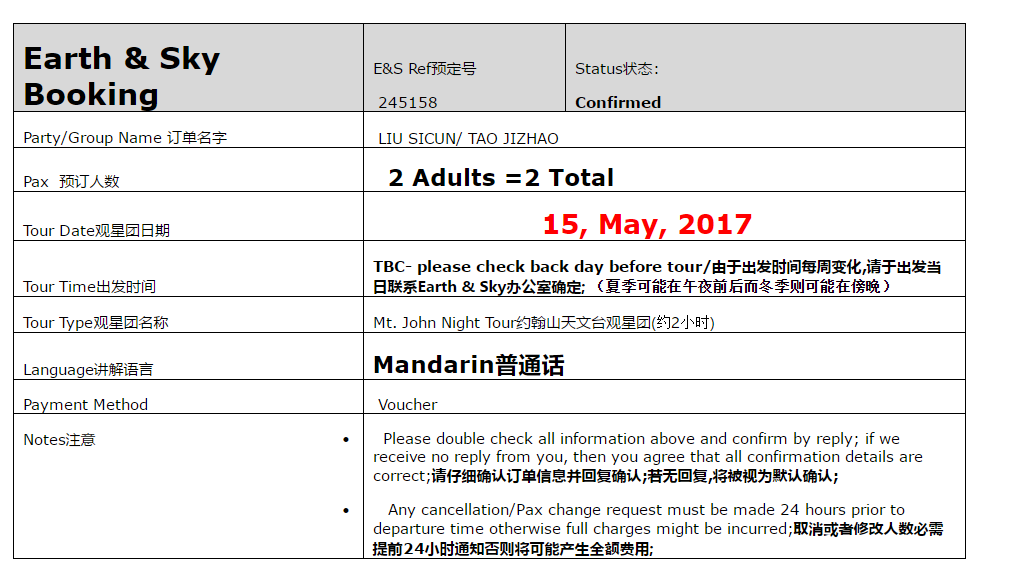 Earth & Sky
Booking
E&S Ref预定号
245158
Status状态:
Confirmed
Party/Group Name 订单名字
LIU SICUN/ TAO JIZHAO
Pax 预订人数
2 Adults =2 Total
Tour Date观星团日期
15, May, 2017
Tour Time出发时间
TBC- please check back day before tour/由于出发时间每周变化,请于出发当
日联系Earth & Sky办公室确定;（夏季可能在午夜前后而冬季则可能在傍晚）
Tour Type观星团名称
Mt. John Night Tour约翰山天文台观星团(约2小时)
Language讲解语言
Mandarin普通话
Payment Method
Voucher
Notes注意
• Please double check all information above and confirm by reply; if we
receive no reply from you, then you agree that all confirmation details are
correct;请仔细确认订单信息并回复确认;若无回复,将被视为默认确认;
• Any cancellation/Pax change request must be made 24 hours prior to
departure time otherwise full charges might be incurred;取消或者修改人数必需
提前24小时通知否则将可能产生全额费用;